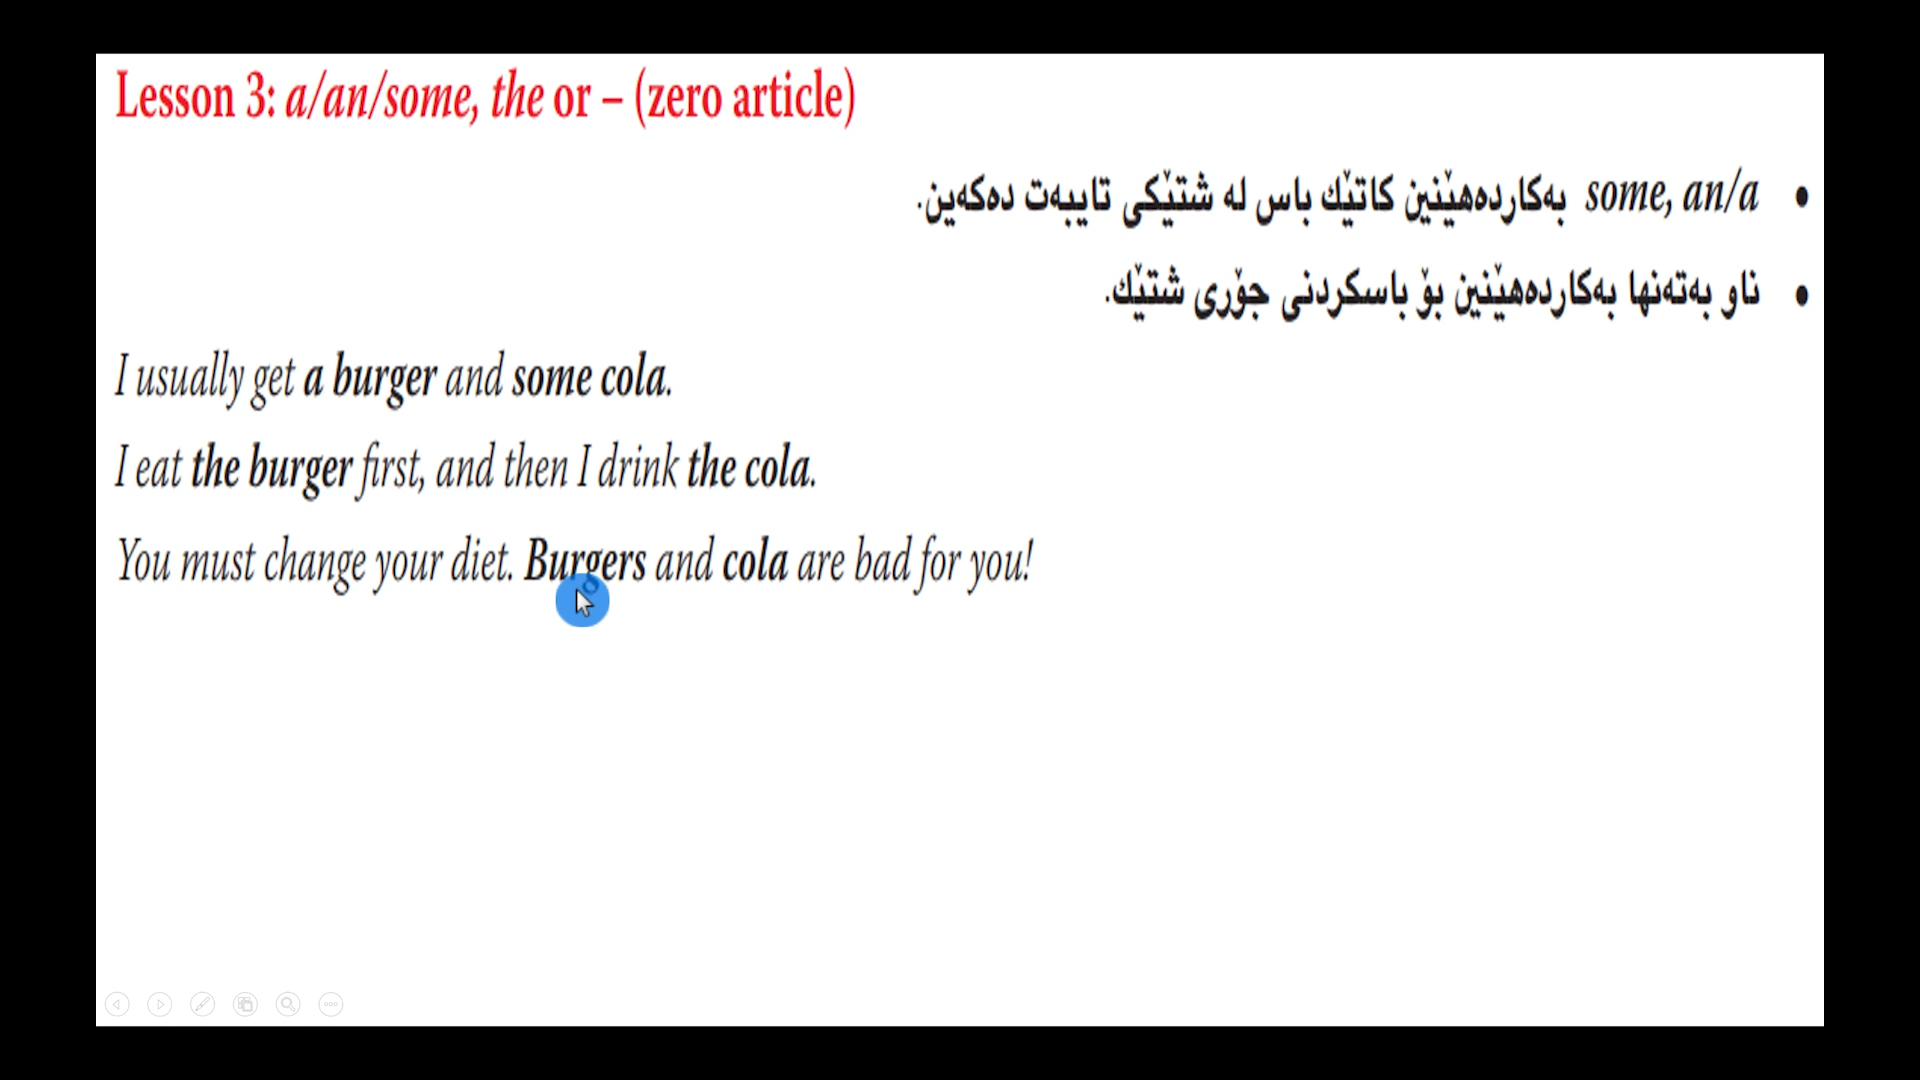 Lesson 3: a/an/some, the or – (zero article)
• some, an/a بەکاردەهێنین کاتێك باس لە شتێکی تایبەت دەکەین.
• ناو بەتەنها بەکاردەهێنین بۆ باسکردنی جۆری شتێك.
I usually get a burger and some cola.
I eat the burger first, and then I drink the cola.
You must change your diet. Burgers and cola are bad for you!